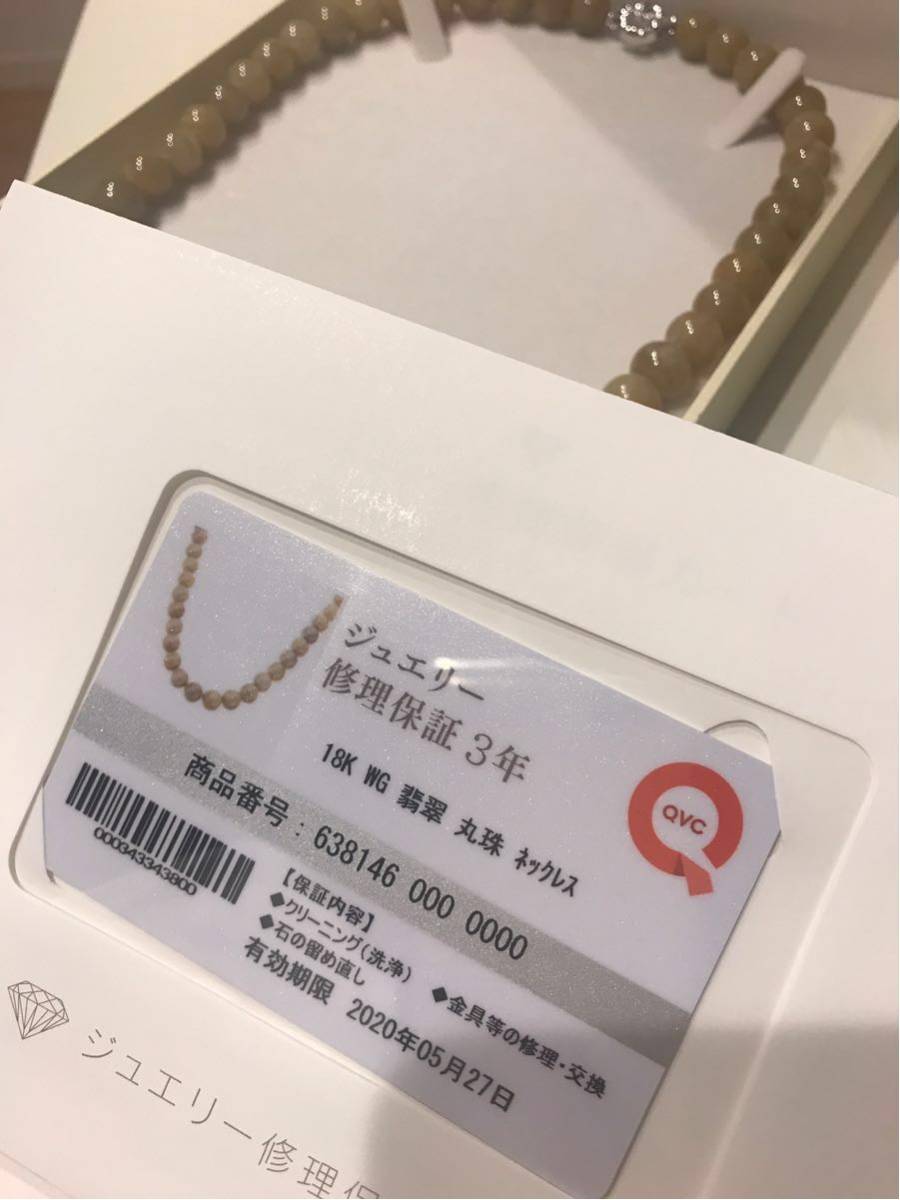 ジュエリー
修理保証3年
18K WG 翡翠 丸珠 ネックレス
QVC
商品番号：638146 000 0000
000343343800
【保証内容】
◆クリーニング(洗浄)
◆石の留め直し ◆金具等の修理・交換
有効期限 2020年05月27日
ジュエリー修理保